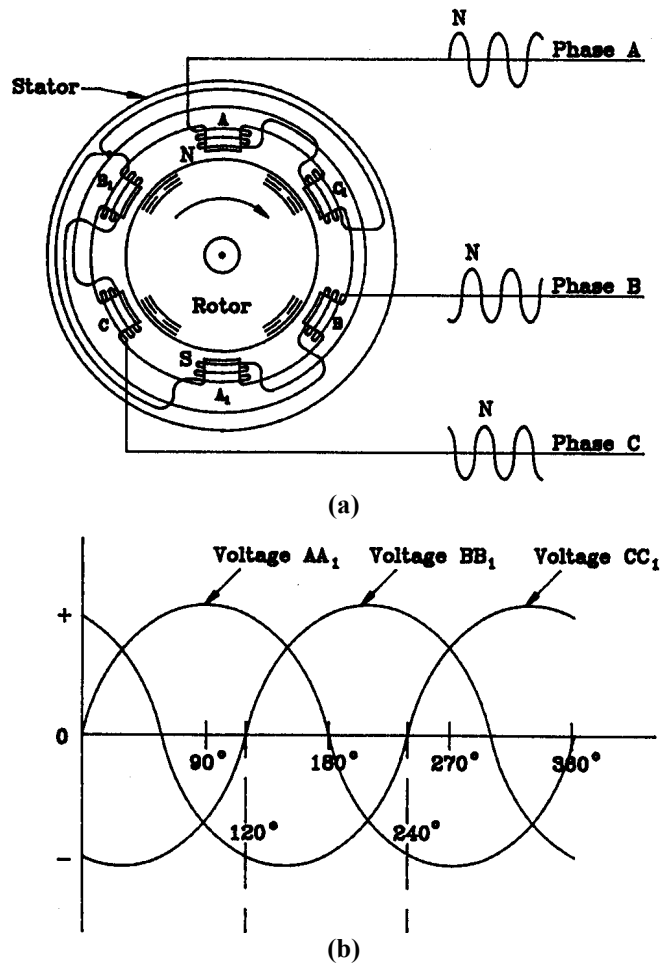 N
Phase A
Stator
A
N
B₁
C₁
N
Rotor
Phase B
C
B
S
A₁
N
Phase C
(a)
Voltage AA₁ Voltage BB₁ Voltage CC₁
+
0
90° 180° 270° 360°
120° 240°
−
(b)